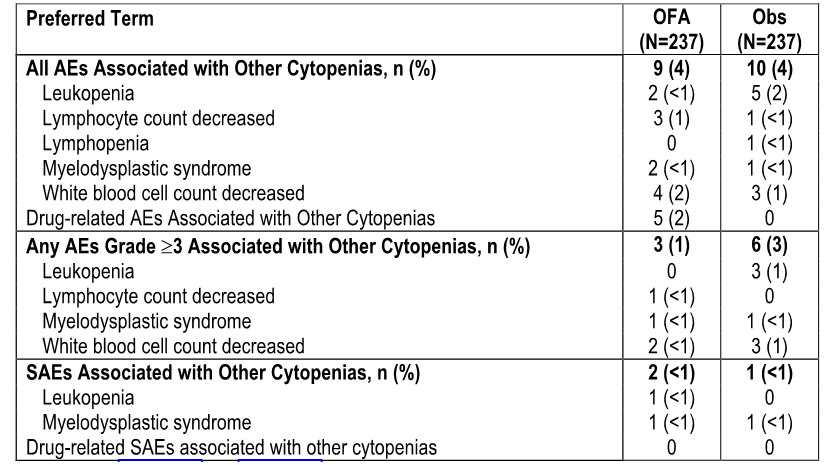 Preferred Term OFA (N=237) Obs (N=237)
All AEs Associated with Other Cytopenias, n (%) 9 (4) 10 (4)
Leukopenia 2 (<1) 5 (2)
Lymphocyte count decreased 3 (1) 1 (<1)
Lymphopenia 0 1 (<1)
Myelodysplastic syndrome 2 (<1) 1 (<1)
White blood cell count decreased 4 (2) 3 (1)
Drug-related AEs Associated with Other Cytopenias 5 (2) 0
Any AEs Grade ≥3 Associated with Other Cytopenias, n (%) 3 (1) 6 (3)
Leukopenia 0 3 (1)
Lymphocyte count decreased 1 (<1) 0
Myelodysplastic syndrome 1 (<1) 1 (<1)
White blood cell count decreased 2 (<1) 3 (1)
SAEs Associated with Other Cytopenias, n (%) 2 (<1) 1 (<1)
Leukopenia 1 (<1) 0
Myelodysplastic syndrome 1 (<1) 1 (<1)
Drug-related SAEs associated with other cytopenias 0 0